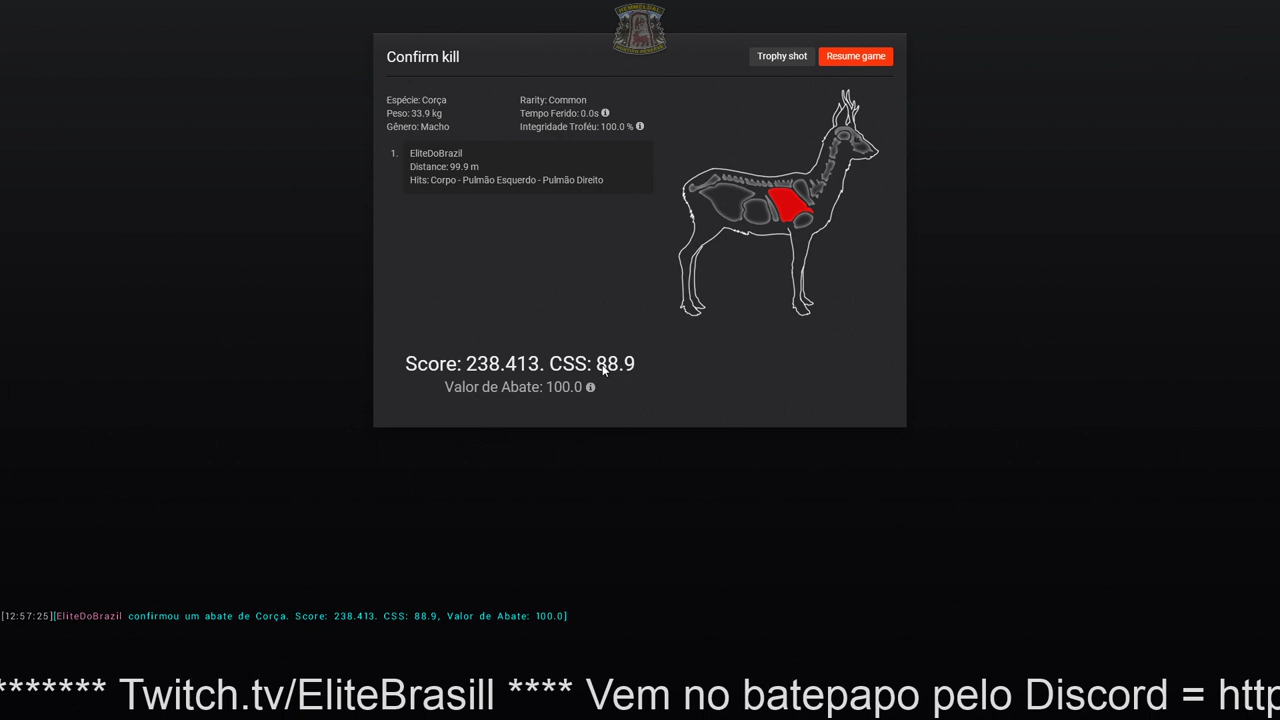 HEMMELDAL
Confirm kill
Trophy shot
Resume game
Espécie: Corça
Rarity: Common
Peso: 33.9 kg
Tempo Ferido: 0.0s
Gênero: Macho
Integridade Troféu: 100.0 %
1. EliteDoBrazil
Distance: 99.9 m
Hits: Corpo - Pulmão Esquerdo - Pulmão Direito
Score: 238.413. CSS: 88.9
Valor de Abate: 100.0
[12:57:25][EliteDoBrazil confirmou um abate de Corça. Score: 238.413. CSS: 88.9, Valor de Abate: 100.0]
******* Twitch.tv/EliteBrasill **** Vem no batepapo pelo Discord = http